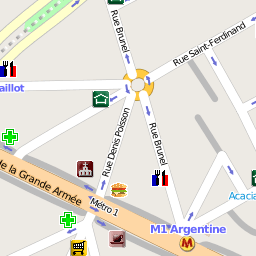 Rue Brunel
Rue Saint-Ferdinand
aillot
Rue Denis Poisson
Rue Brunel
de la Grande Armée
Métro 1
Acacia
M1 Argentine
M